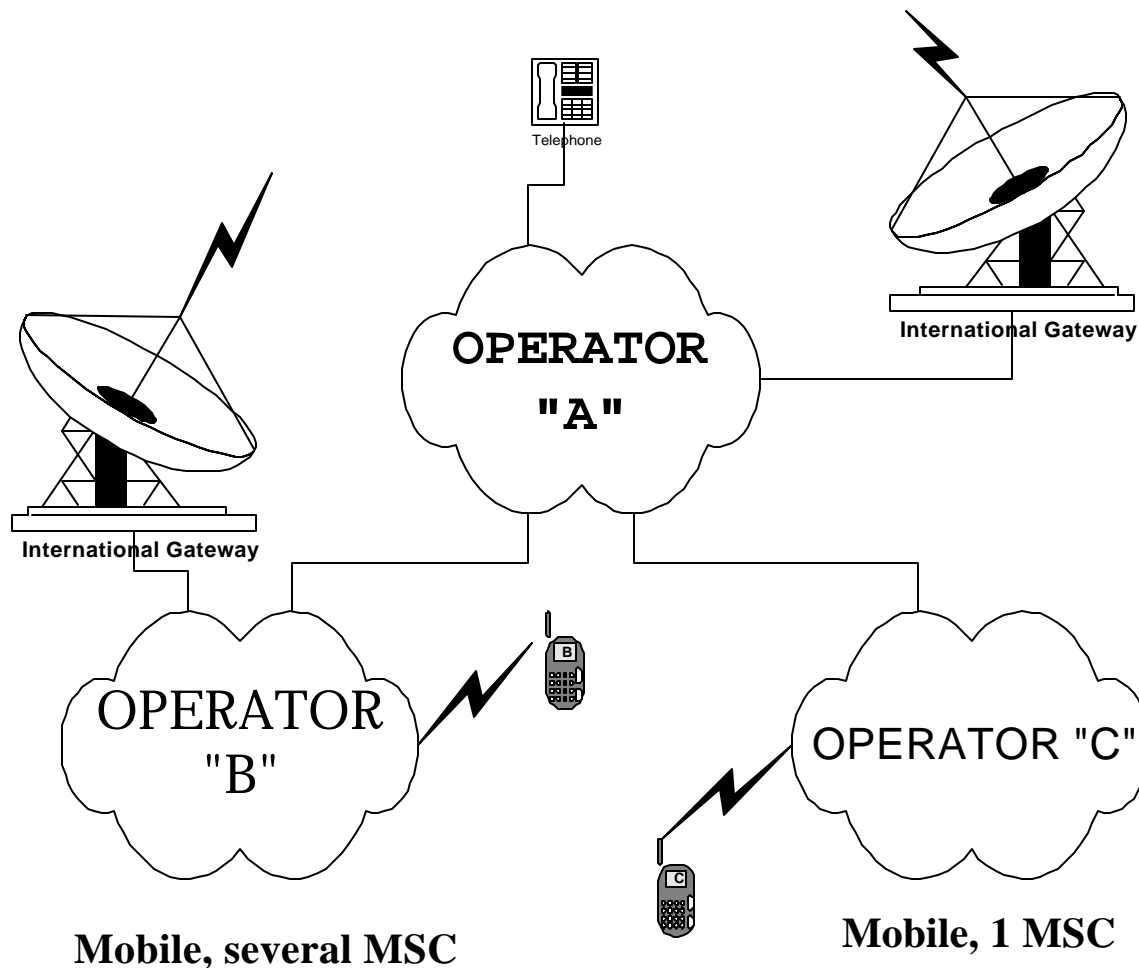 Telephone
International Gateway
OPERATOR
"A"
International Gateway
OPERATOR
"B"
B
OPERATOR "C"
C
Mobile, several MSC
Mobile, 1 MSC